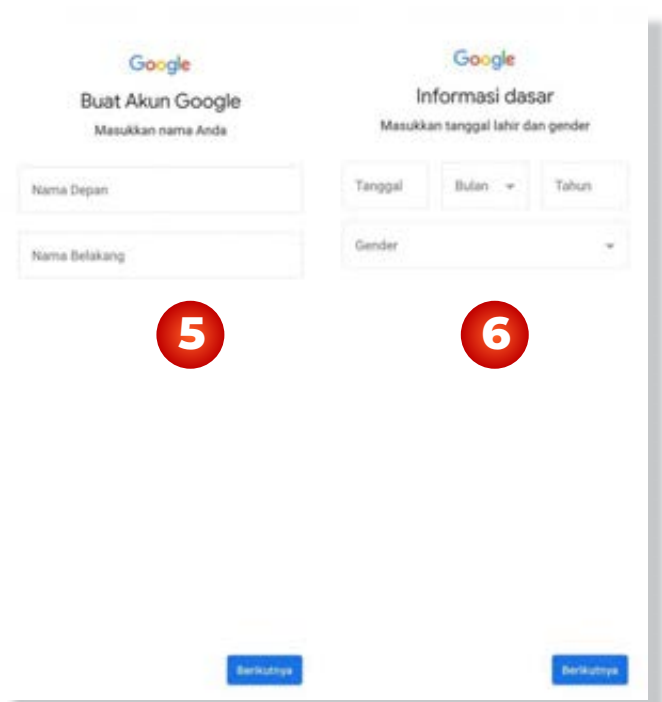 Google
Buat Akun Google
Masukkan nama Anda
Nama Depan
Nama Belakang
5
Berikutnya
Google
Informasi dasar
Masukkan tanggal lahir dan gender
Tanggal Bulan Tahun
Gender
6
Berikutnya